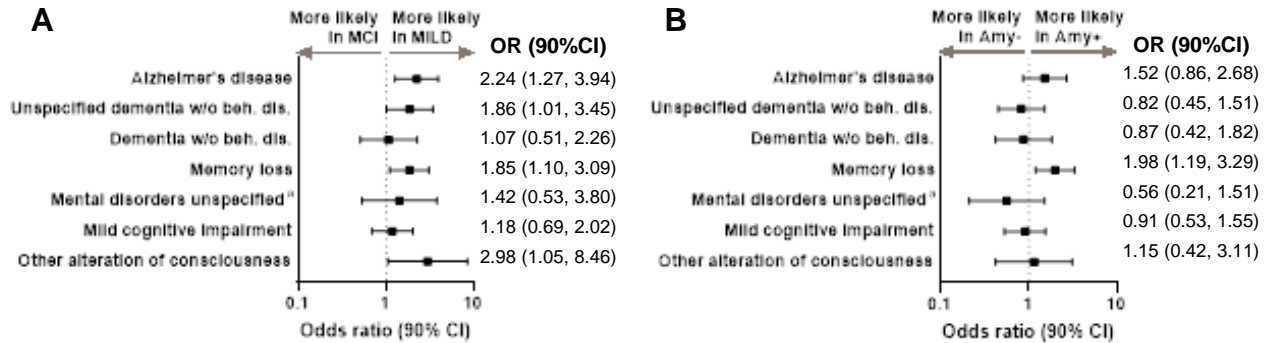 A
More likely
in MCI
More likely
in MILD
OR (90%CI)
Alzheimer's disease
2.24 (1.27, 3.94)
Unspecified dementia w/o beh. dis.
1.86 (1.01, 3.45)
Dementia w/o beh. dis.
1.07 (0.51, 2.26)
Memory loss
1.85 (1.10, 3.09)
Mental disorders unspecified a
1.42 (0.53, 3.80)
Mild cognitive impairment
1.18 (0.69, 2.02)
Other alteration of consciousness
2.98 (1.05, 8.46)
0.1 1 10
Odds ratio (90% CI)
B
More likely
in Amy-
More likely
in Amy+
OR (90%CI)
Alzheimer's disease
1.52 (0.86, 2.68)
Unspecified dementia w/o beh. dis.
0.82 (0.45, 1.51)
Dementia w/o beh. dis.
0.87 (0.42, 1.82)
Memory loss
1.98 (1.19, 3.29)
Mental disorders unspecified a
0.56 (0.21, 1.51)
Mild cognitive impairment
0.91 (0.53, 1.55)
Other alteration of consciousness
1.15 (0.42, 3.11)
0.1 1 10
Odds ratio (90% CI)